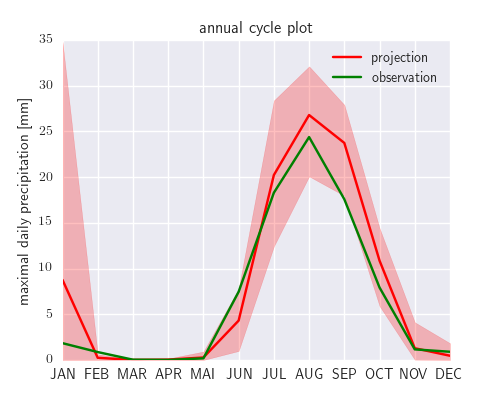 annual cycle plot
projection
observation
maximal daily precipitation [mm]
35
30
25
20
15
10
5
0
JAN FEB MAR APR MAI JUN JUL AUG SEP OCT NOV DEC